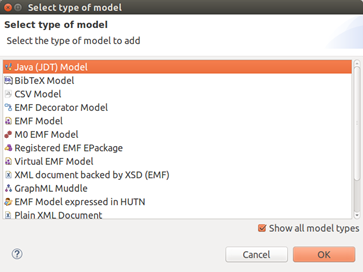 Select type of model
Select type of model
Select the type of model to add
Java (JDT) Model
BibTeX Model
CSV Model
EMF Decorator Model
EMF Model
M0 EMF Model
Registered EMF EPackage
Virtual EMF Model
XML document backed by XSD (EMF)
GraphML Muddle
EMF Model expressed in HUTN
Plain XML Document
Show all model types
Cancel
OK